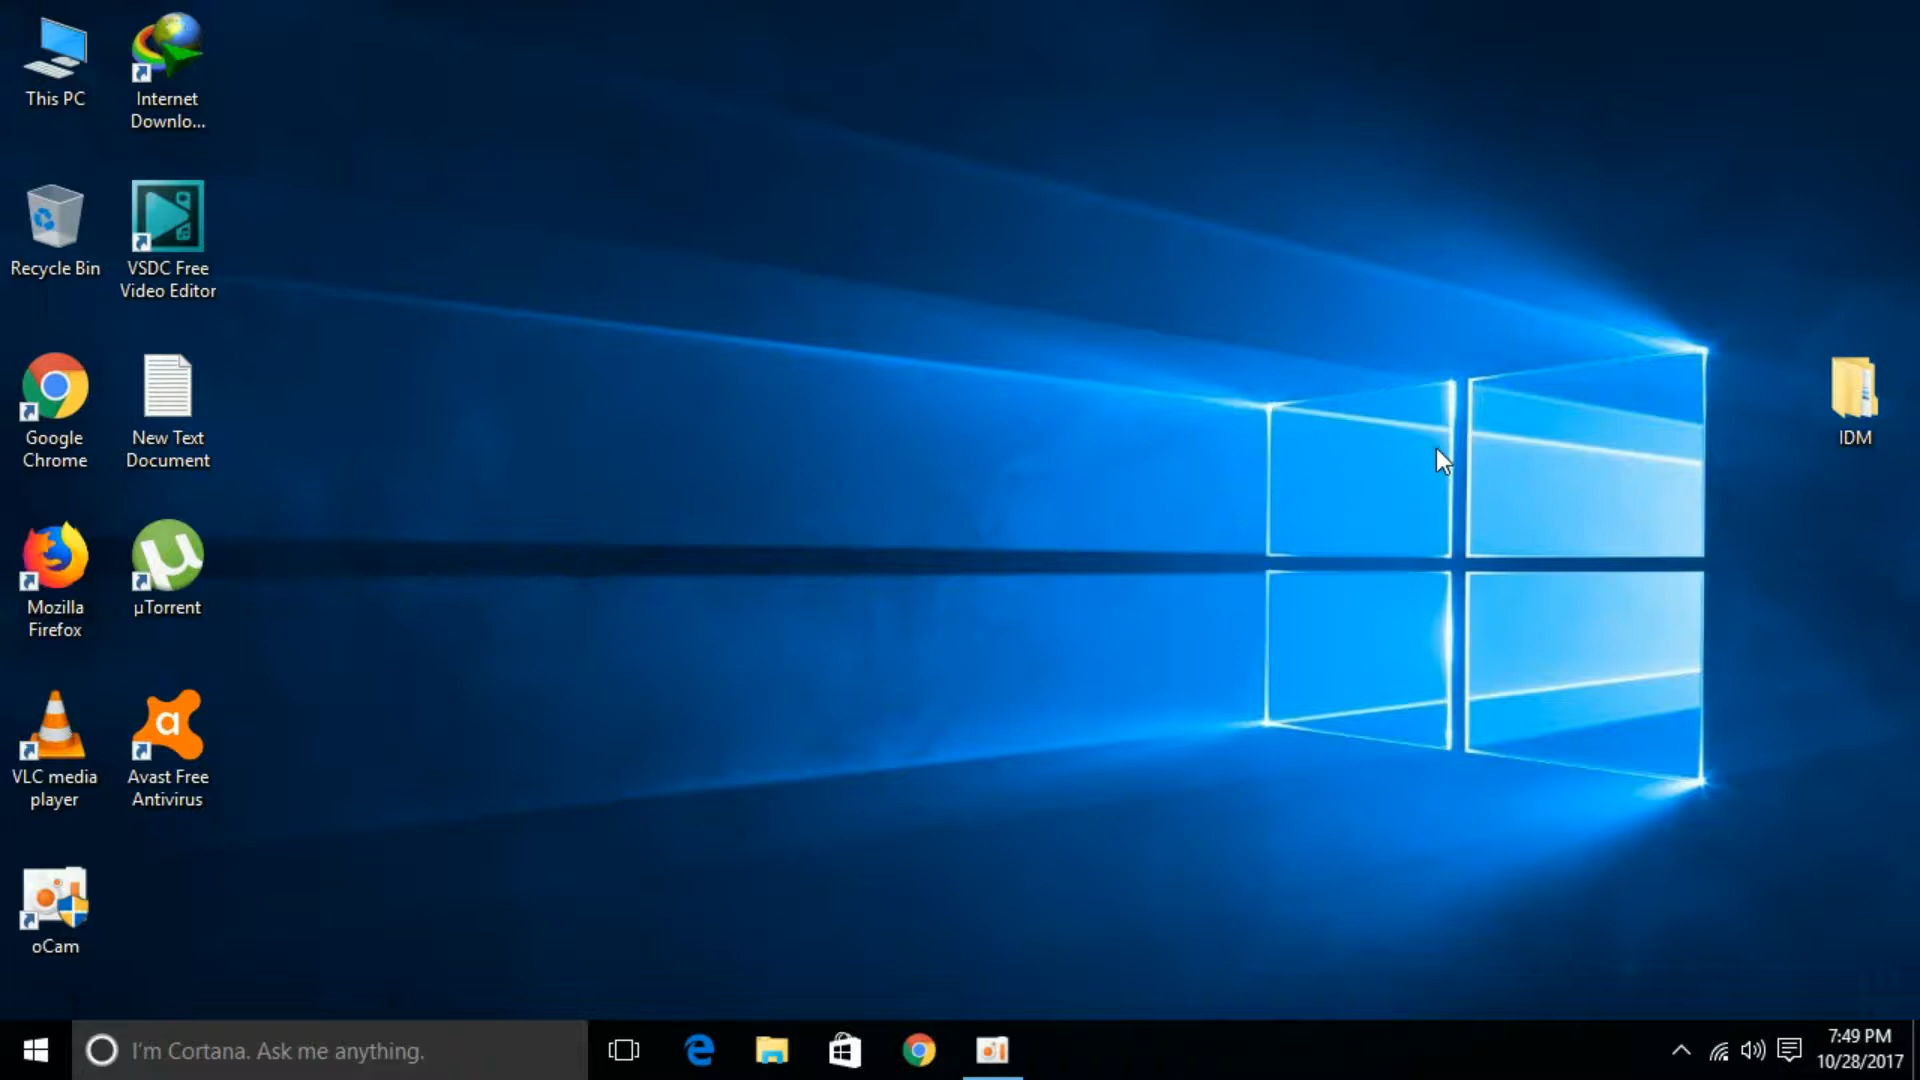 This PC
Internet
Downlo...
Recycle Bin
VSDC Free
Video Editor
Google
Chrome
New Text
Document
IDM
Mozilla
Firefox
µTorrent
VLC media
player
Avast Free
Antivirus
oCam
I'm Cortana. Ask me anything.
7:49 PM
10/28/2017